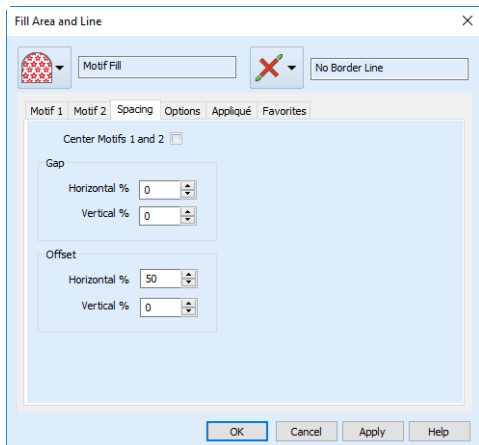 Fill Area and Line
Motif Fill
No Border Line
Motif 1 Motif 2 Spacing Options Appliqué Favorites
Center Motifs 1 and 2
Gap
Horizontal % 0
Vertical % 0
Offset
Horizontal % 50
Vertical % 0
OK Cancel Apply Help